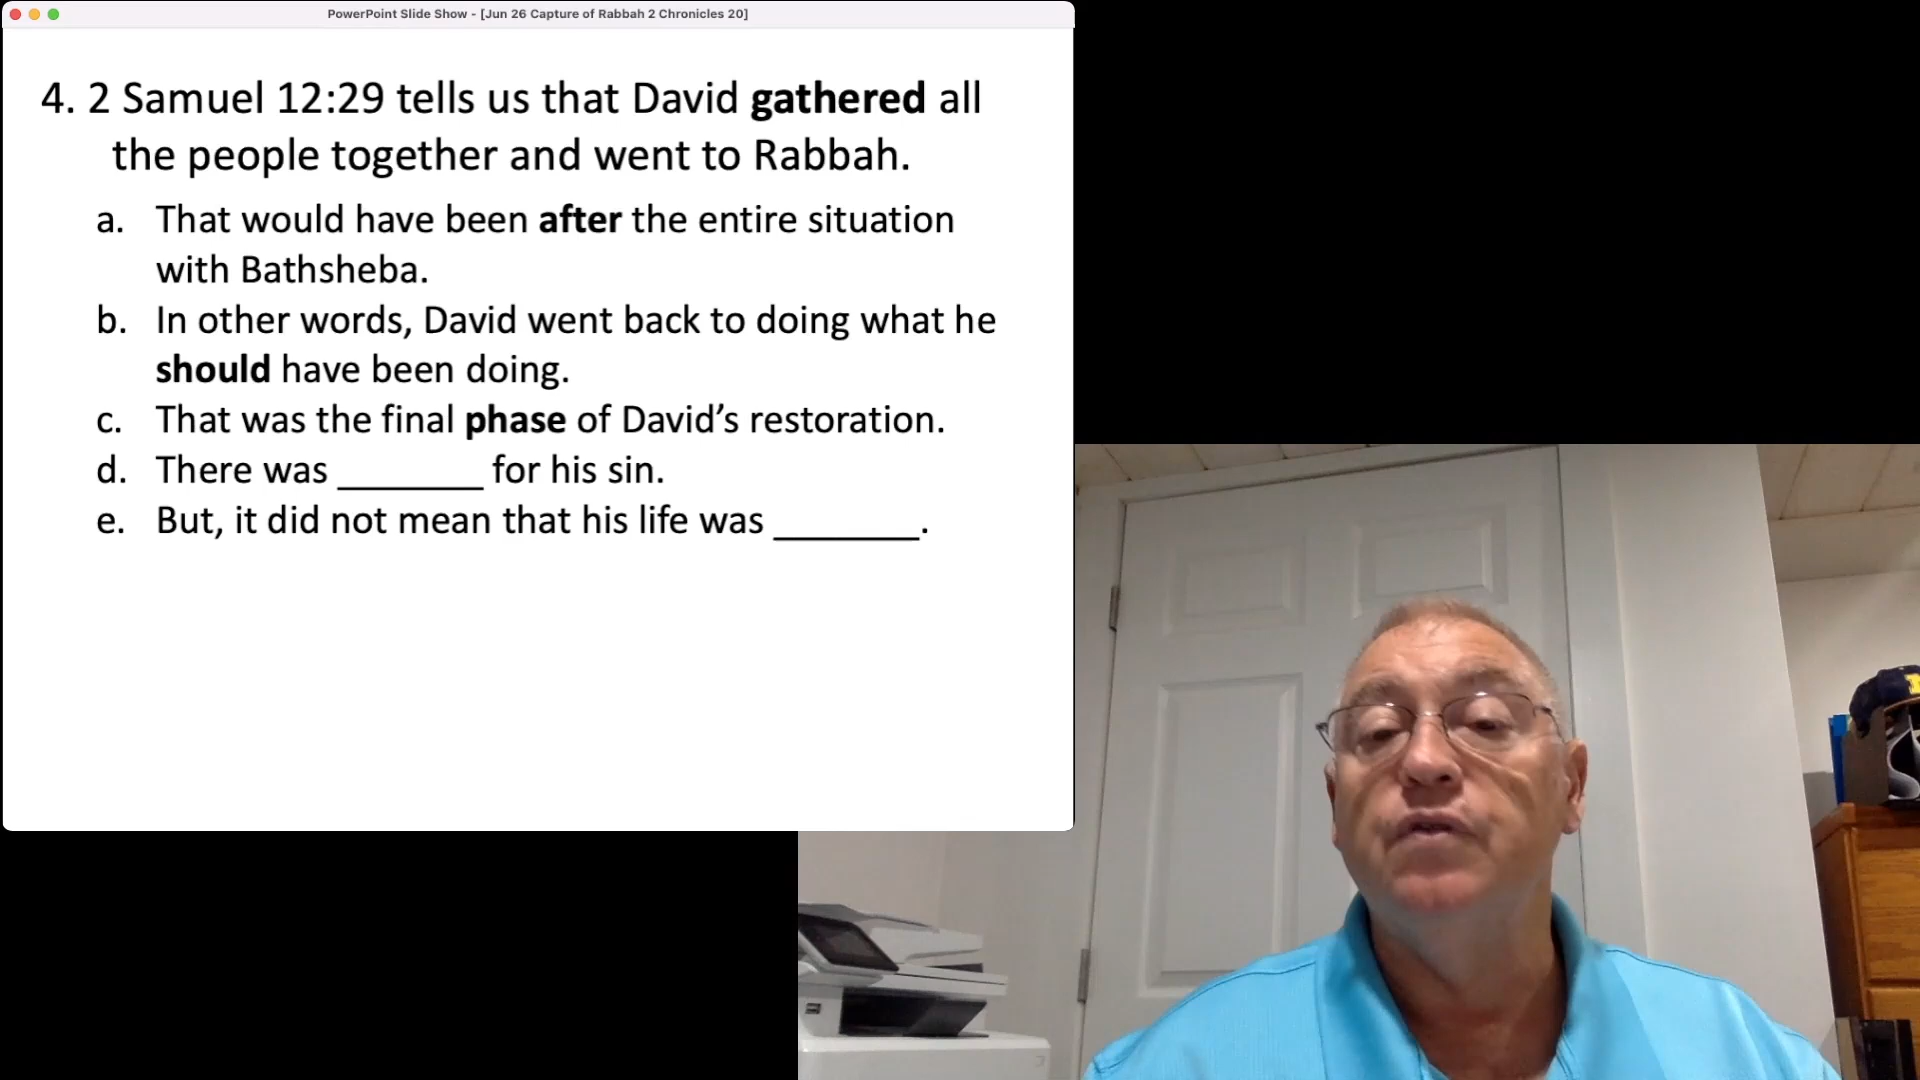 PowerPoint Slide Show - [Jun 26 Capture of Rabbah 2 Chronicles 20]
4. 2 Samuel 12:29 tells us that David gathered all
the people together and went to Rabbah.
a. That would have been after the entire situation
with Bathsheba.
b. In other words, David went back to doing what he
should have been doing.
c. That was the final phase of David’s restoration.
d. There was _______ for his sin.
e. But, it did not mean that his life was _______.